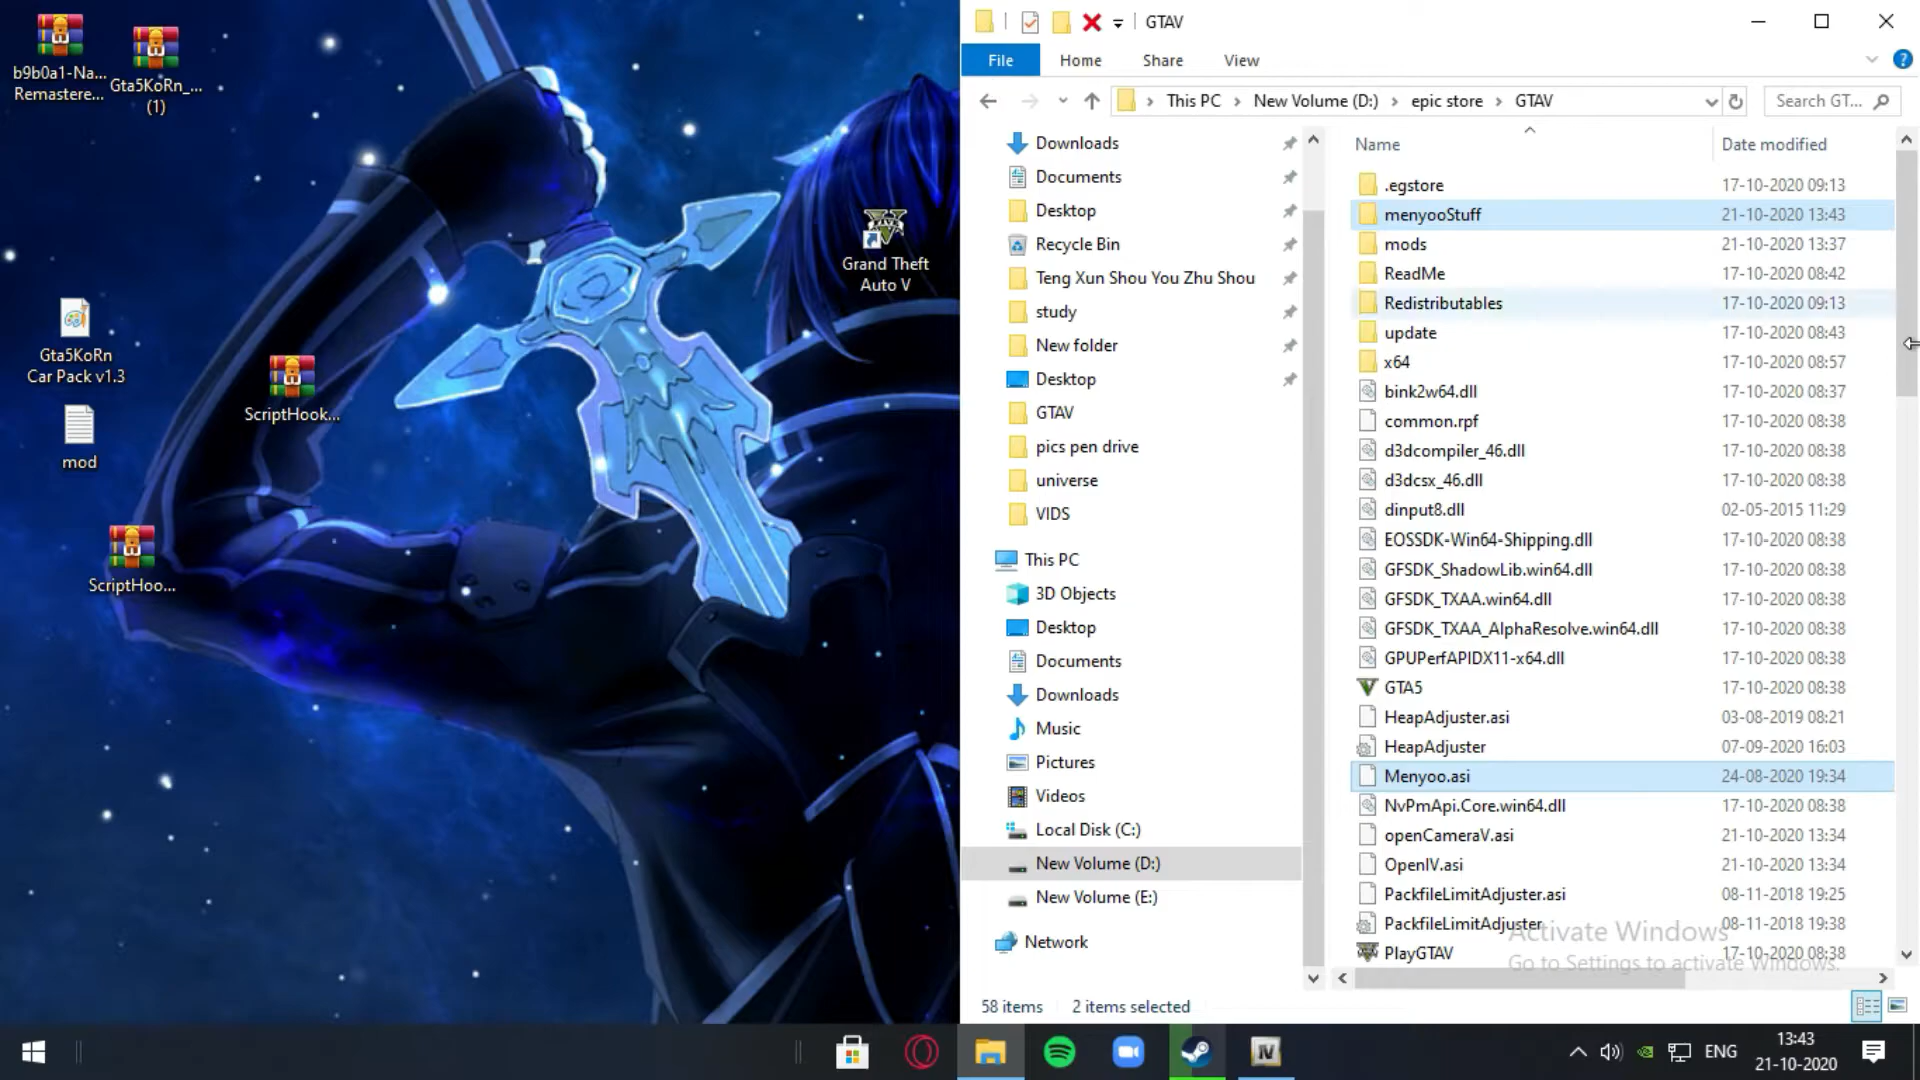 b9b0a1-Na...
Remastere...
Gta5KoRn_...
(1)
Gta5KoRn
Car Pack v1.3
mod
ScriptHook...
ScriptHoo...
Grand Theft
Auto V
GTAV
File
Home
Share
View
This PC
New Volume (D:)
epic store
GTAV
Search GT...
Downloads
Documents
Desktop
Recycle Bin
Teng Xun Shou You Zhu Shou
study
New folder
Desktop
GTAV
pics pen drive
universe
VIDS
This PC
3D Objects
Desktop
Documents
Downloads
Music
Pictures
Videos
Local Disk (C:)
New Volume (D:)
New Volume (E:)
Network
Name Date modified
.egstore 17-10-2020 09:13
menyooStuff 21-10-2020 13:43
mods 21-10-2020 13:37
ReadMe 17-10-2020 08:42
Redistributables 17-10-2020 09:13
update 17-10-2020 08:43
x64 17-10-2020 08:57
bink2w64.dll 17-10-2020 08:37
common.rpf 17-10-2020 08:38
d3dcompiler_46.dll 17-10-2020 08:38
d3dcsx_46.dll 17-10-2020 08:38
dinput8.dll 02-05-2015 11:29
EOSSDK-Win64-Shipping.dll 17-10-2020 08:38
GFSDK_ShadowLib.win64.dll 17-10-2020 08:38
GFSDK_TXAA.win64.dll 17-10-2020 08:38
GFSDK_TXAA_AlphaResolve.win64.dll 17-10-2020 08:38
GPUPerfAPIDX11-x64.dll 17-10-2020 08:38
GTA5 17-10-2020 08:38
HeapAdjuster.asi 03-08-2019 08:21
HeapAdjuster 07-09-2020 16:03
Menyoo.asi 24-08-2020 19:34
NvPmApi.Core.win64.dll 17-10-2020 08:38
openCameraV.asi 21-10-2020 13:34
OpenIV.asi 21-10-2020 13:34
PackfileLimitAdjuster.asi 08-11-2018 19:25
PackfileLimitAdjuster 08-11-2018 19:38
PlayGTAV 17-10-2020 08:38
Activate Windows
Go to Settings to activate Windows.
58 items 2 items selected
IV
ENG
13:43
21-10-2020